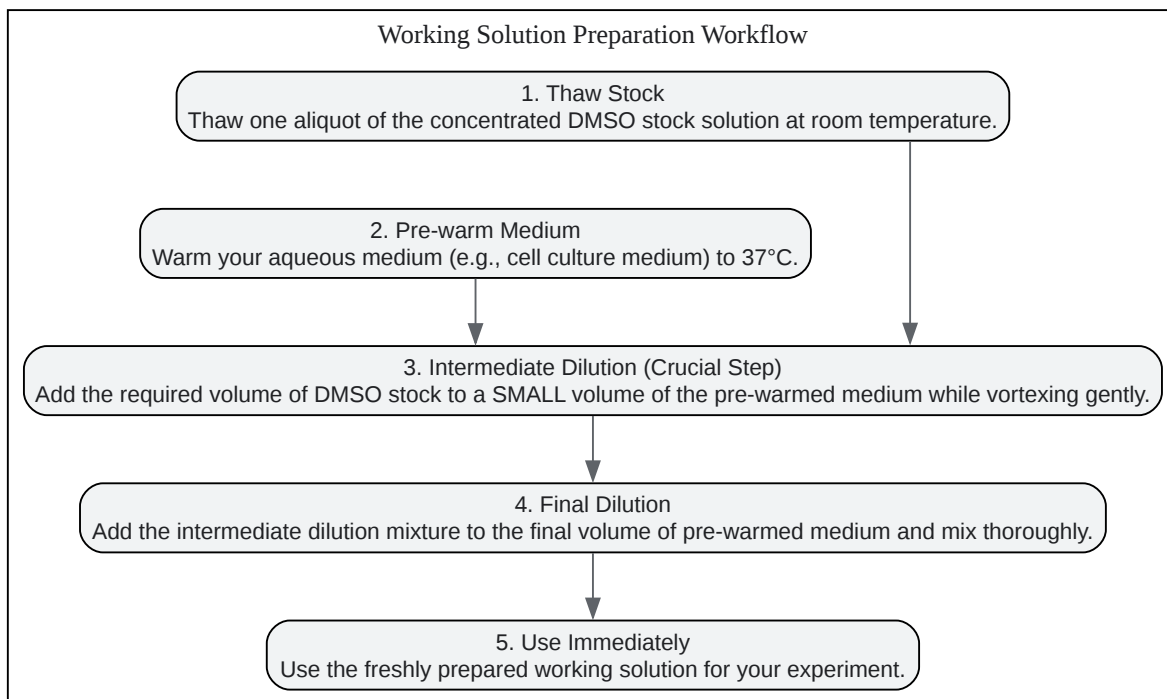 Working Solution Preparation Workflow
1. Thaw Stock
Thaw one aliquot of the concentrated DMSO stock solution at room temperature.
2. Pre-warm Medium
Warm your aqueous medium (e.g., cell culture medium) to 37°C.
3. Intermediate Dilution (Crucial Step)
Add the required volume of DMSO stock to a SMALL volume of the pre-warmed medium while vortexing gently.
4. Final Dilution
Add the intermediate dilution mixture to the final volume of pre-warmed medium and mix thoroughly.
5. Use Immediately
Use the freshly prepared working solution for your experiment.